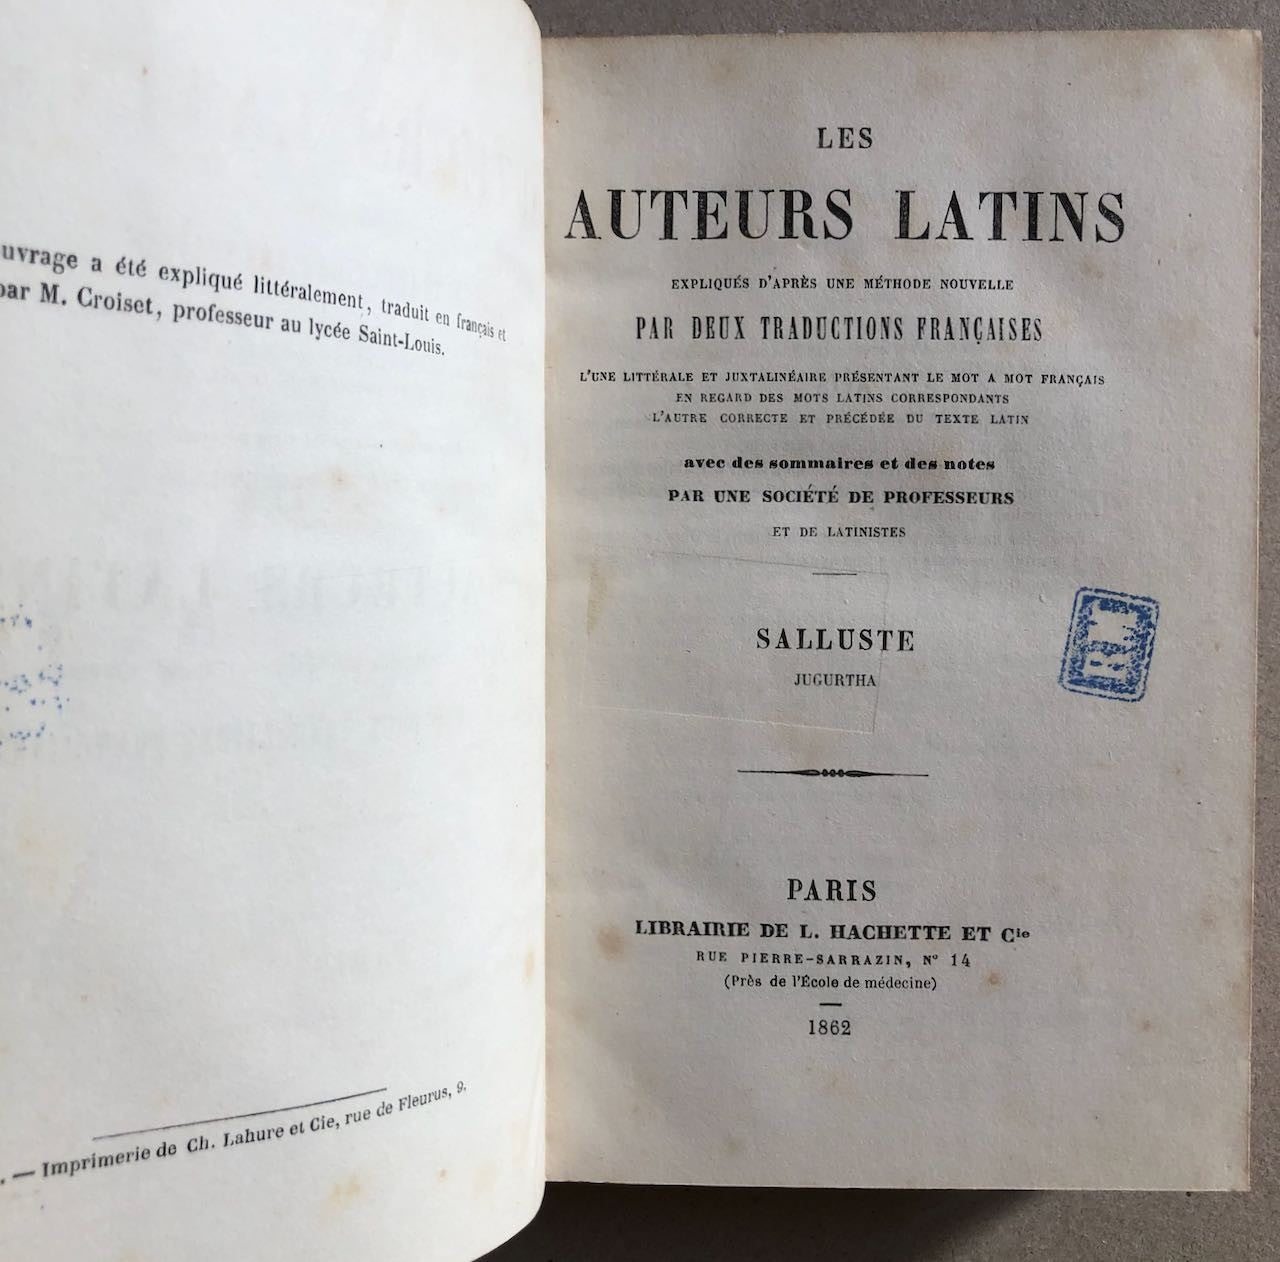 uvrage a été expliqué littéralement, traduit en français et
par M. Croiset, professeur au lycée Saint-Louis.
. — Imprimerie de Ch. Lahure et Cie, rue de Fleurus, 9.
LES
AUTEURS LATINS
EXPLIQUÉS D'APRÈS UNE MÉTHODE NOUVELLE
PAR DEUX TRADUCTIONS FRANÇAISES
L'UNE LITTÉRALE ET JUXTALINÉAIRE PRÉSENTANT LE MOT A MOT FRANÇAIS
EN REGARD DES MOTS LATINS CORRESPONDANTS
L'AUTRE CORRECTE ET PRÉCÉDÉE DU TEXTE LATIN
avec des sommaires et des notes
PAR UNE SOCIÉTÉ DE PROFESSEURS
ET DE LATINISTES
SALLUSTE
JUGURTHA
PARIS
LIBRAIRIE DE L. HACHETTE ET Cie
RUE PIERRE-SARRAZIN, N° 14
(Près de l'École de médecine)
1862